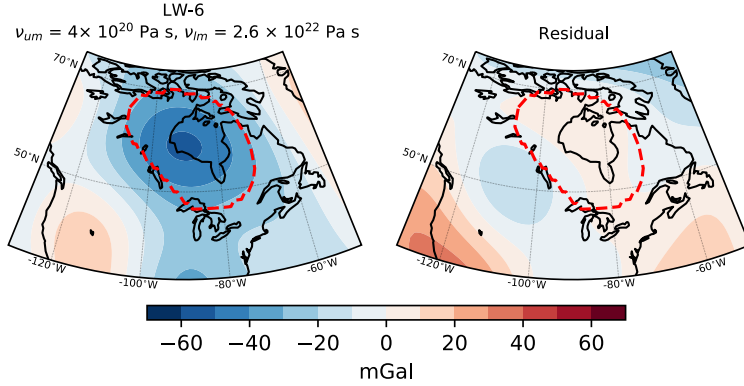 LW-6
ν_um = 4× 10^20 Pa s, ν_lm = 2.6 × 10^22 Pa s
Residual
70°N
50°N
-120°W
-100°W
-80°W
-60°W
70°N
50°N
-120°W
-100°W
-80°W
-60°W
−60 −40 −20 0 20 40 60
mGal